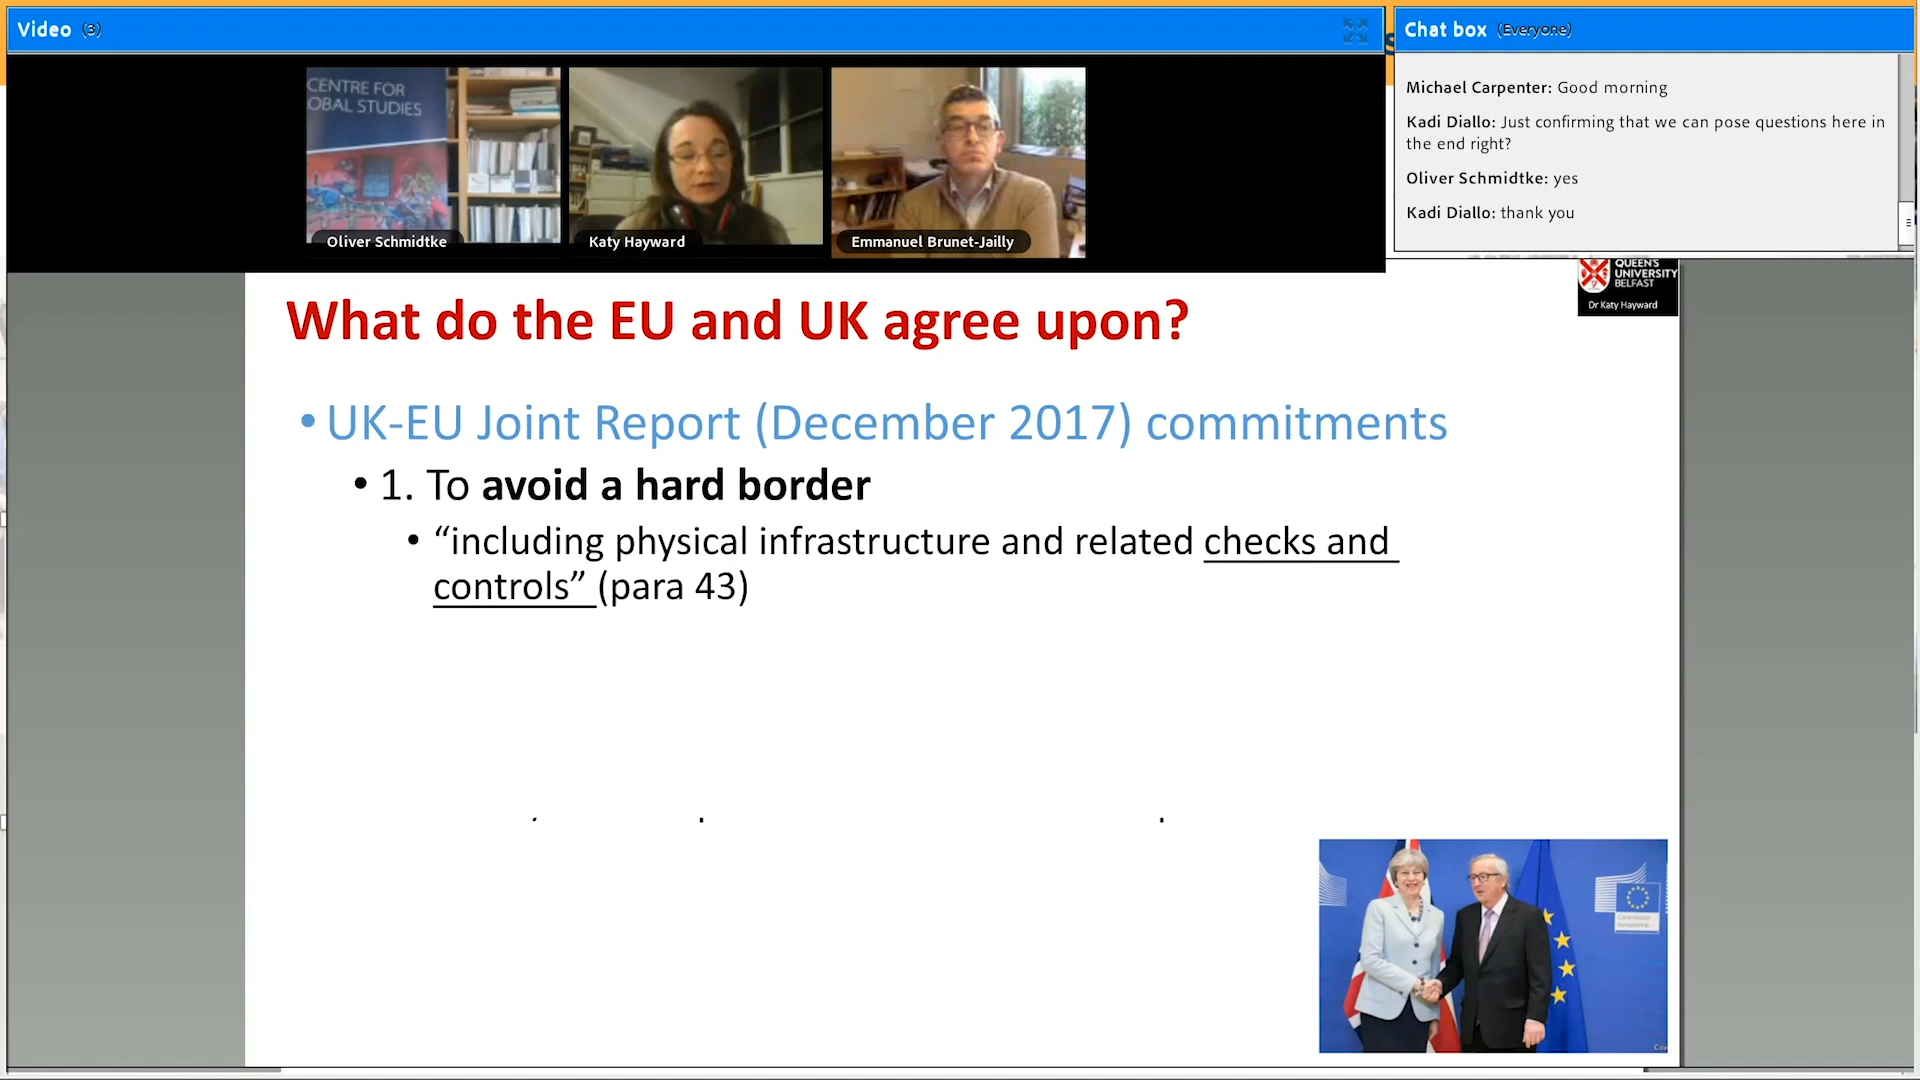 Video (3)
Chat box (Everyone)
CENTRE FOR
OBAL STUDIES
Oliver Schmidtke
Katy Hayward
Emmanuel Brunet-Jailly
Michael Carpenter: Good morning
Kadi Diallo: Just confirming that we can pose questions here in
the end right?
Oliver Schmidtke: yes
Kadi Diallo: thank you
QUEEN'S
UNIVERSITY
BELFAST
Dr Katy Hayward
What do the EU and UK agree upon?
• UK-EU Joint Report (December 2017) commitments
• 1. To avoid a hard border
• “including physical infrastructure and related checks and
controls” (para 43)
Commission
européenne